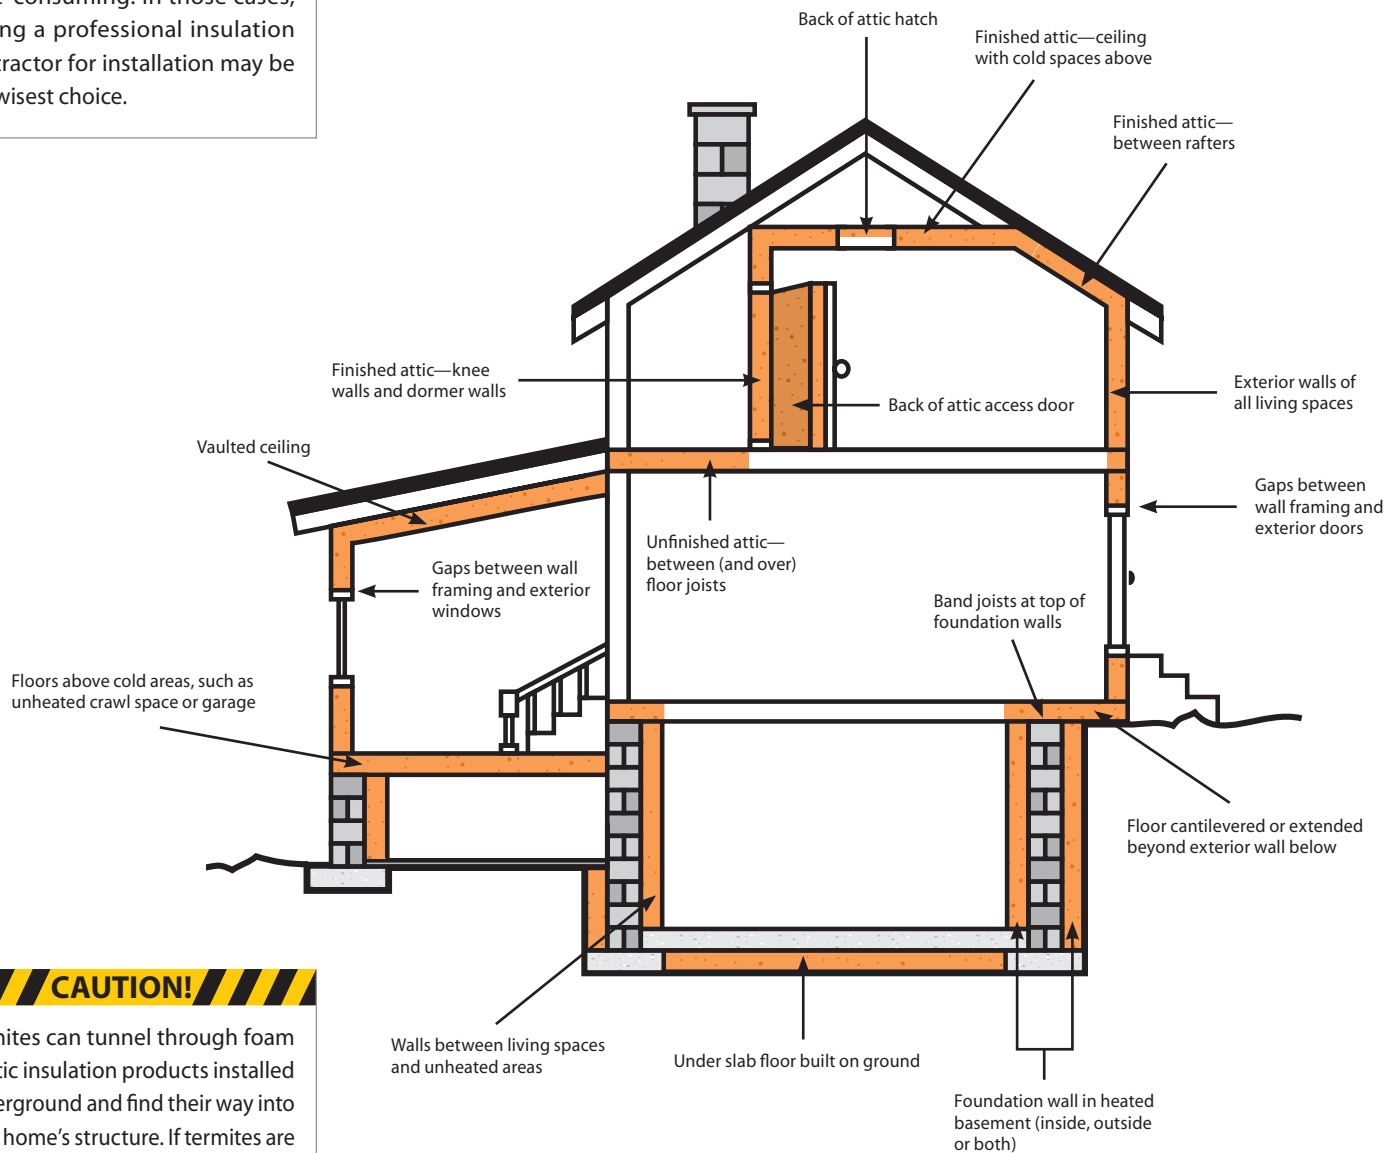 consuming. In those cases,
a professional insulation
for installation may be
wisest choice.
Back of attic hatch
Finished attic—ceiling
with cold spaces above
Finished attic—
between rafters
Finished attic—knee
walls and dormer walls
Back of attic access door
Exterior walls of
all living spaces
Vaulted ceiling
Gaps between
wall framing and
exterior doors
Unfinished attic—
between (and over)
floor joists
Gaps between wall
framing and exterior
windows
Band joists at top of
foundation walls
Floors above cold areas, such as
unheated crawl space or garage
Floor cantilevered or extended
beyond exterior wall below
Walls between living spaces
and unheated areas
Under slab floor built on ground
Foundation wall in heated
basement (inside, outside
or both)
CAUTION!
can tunnel through foam
insulation products installed
and find their way into
home's structure. If termites are